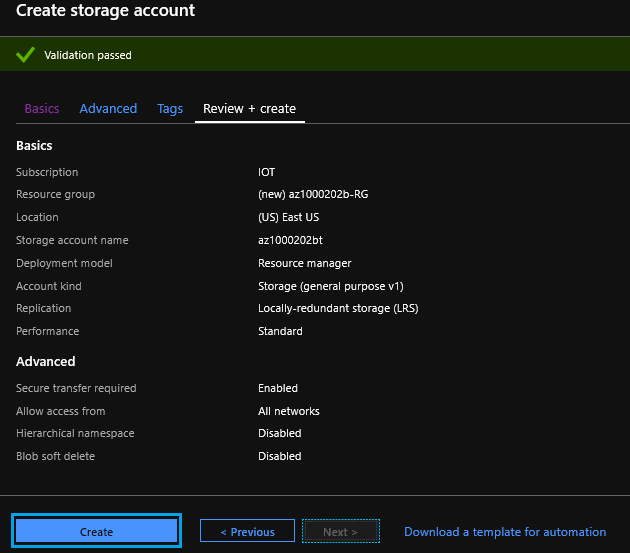 Create storage account
Validation passed
Basics Advanced Tags Review + create
Basics
Subscription IOT
Resource group (new) az1000202b-RG
Location (US) East US
Storage account name az1000202bt
Deployment model Resource manager
Account kind Storage (general purpose v1)
Replication Locally-redundant storage (LRS)
Performance Standard
Advanced
Secure transfer required Enabled
Allow access from All networks
Hierarchical namespace Disabled
Blob soft delete Disabled
Create < Previous Next > Download a template for automation